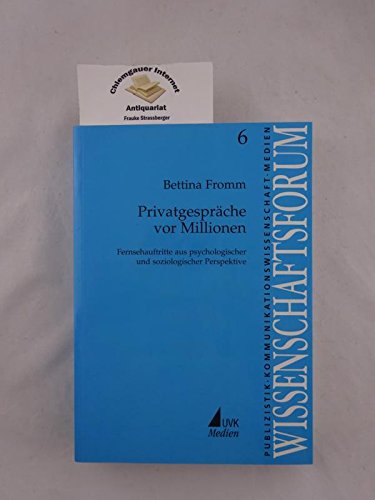 Chiemgauer Internet
Antiquariat
Frauke Strassberger
6
Bettina Fromm
Privatgespräche
vor Millionen
Fernsehauftritte aus psychologischer
und soziologischer Perspektive
UVK
Medien
PUBLIZISTIK·KOMMUNIKATIONSWISSENSCHAFT·MEDIEN
WISSENSCHAFTSFORUM